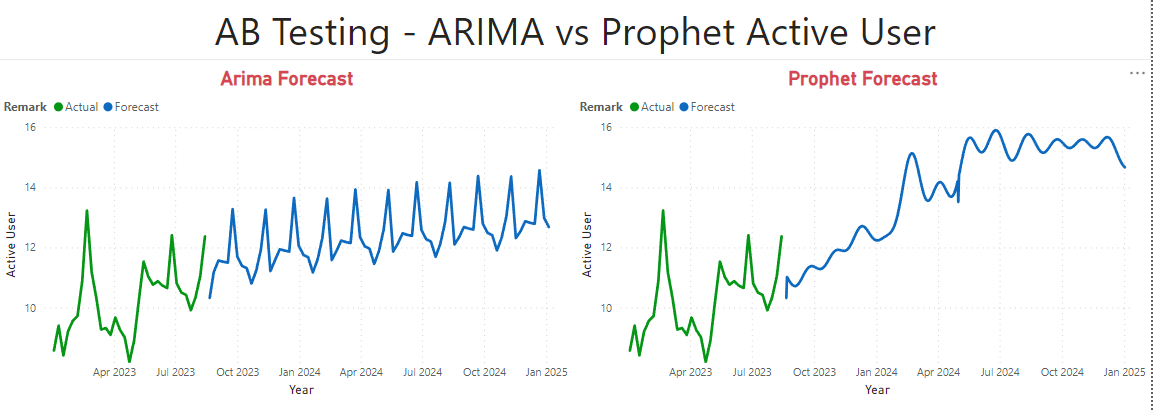 AB Testing - ARIMA vs Prophet Active User
Arima Forecast
Remark Actual Forecast
16
14
12
10
Active User
Apr 2023 Jul 2023 Oct 2023 Jan 2024 Apr 2024 Jul 2024 Oct 2024 Jan 2025
Year
Prophet Forecast
Remark Actual Forecast
16
14
12
10
Active User
Apr 2023 Jul 2023 Oct 2023 Jan 2024 Apr 2024 Jul 2024 Oct 2024 Jan 2025
Year